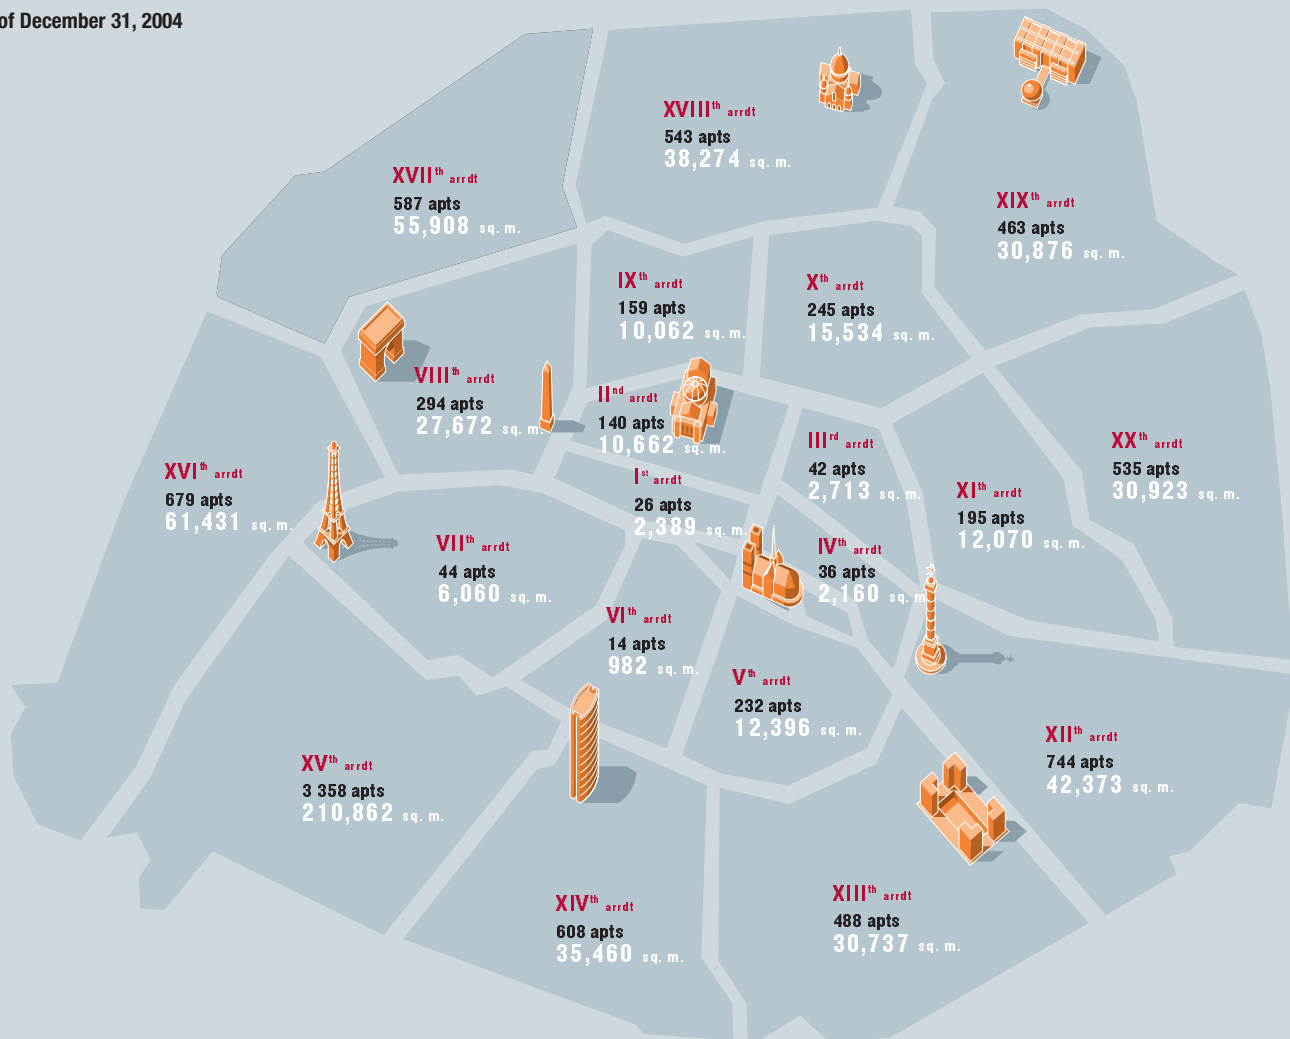 of December 31, 2004
XVIIIth arrdt
543 apts
38,274 sq. m.
XVIIth arrdt
587 apts
55,908 sq. m.
XIXth arrdt
463 apts
30,876 sq. m.
IXth arrdt
159 apts
10,062 sq. m.
Xth arrdt
245 apts
15,534 sq. m.
VIIIth arrdt
294 apts
27,672 sq. m.
IInd arrdt
140 apts
10,662 sq. m.
IIIrd arrdt
42 apts
2,713 sq. m.
XXth arrdt
535 apts
30,923 sq. m.
XVIth arrdt
679 apts
61,431 sq. m.
Ist arrdt
26 apts
2,389 sq. m.
XIth arrdt
195 apts
12,070 sq. m.
VIIth arrdt
44 apts
6,060 sq. m.
IVth arrdt
36 apts
2,160 sq. m
VIth arrdt
14 apts
982 sq. m.
Vth arrdt
232 apts
12,396 sq. m.
XIIth arrdt
744 apts
42,373 sq. m.
XVth arrdt
3 358 apts
210,862 sq. m.
XIVth arrdt
608 apts
35,460 sq. m.
XIIIth arrdt
488 apts
30,737 sq. m.